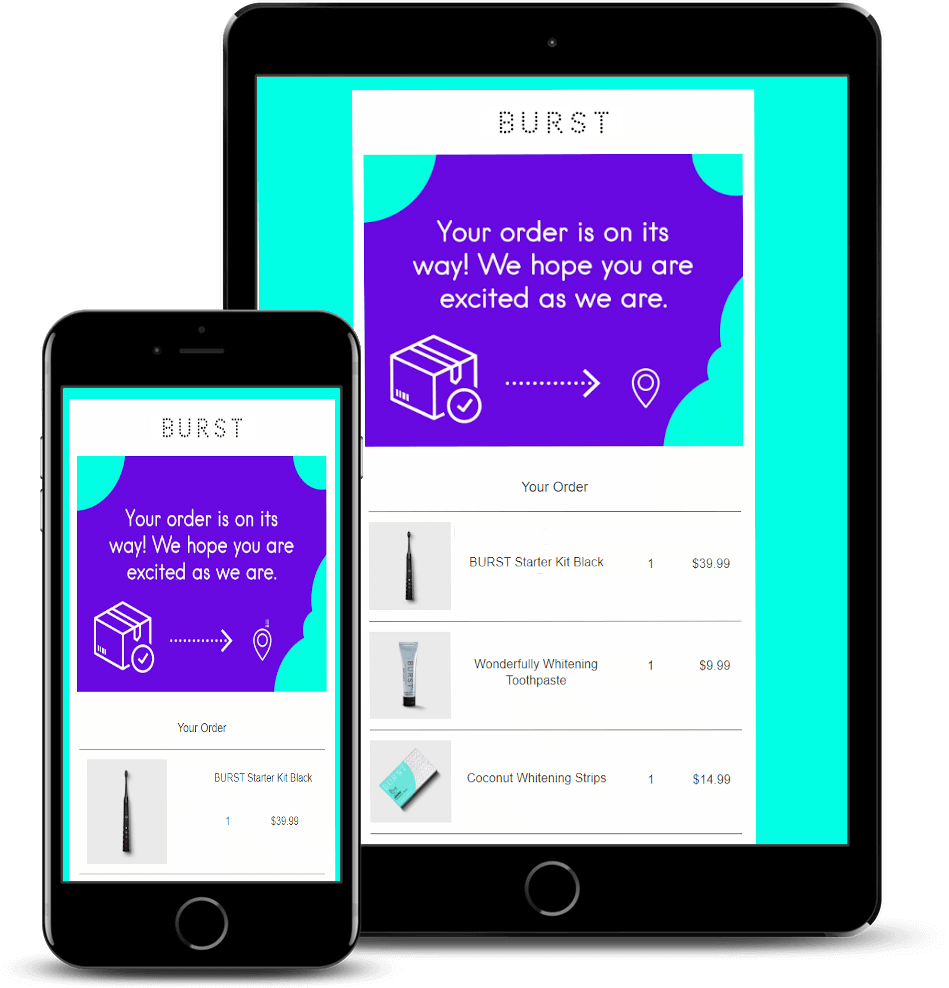 BURST
Your order is on its
way! We hope you are
excited as we are.
Your Order
BURST Starter Kit Black 1 $39.99
Wonderfully Whitening
Toothpaste
1 $9.99
Coconut Whitening Strips 1 $14.99
BURST
Your order is on its
way! We hope you are
excited as we are.
Your Order
BURST Starter Kit Black
1 $39.99
BURST
BURST